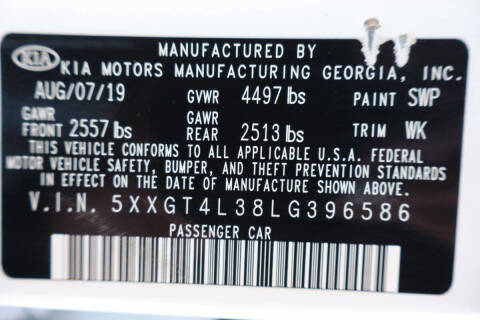 KIA
MANUFACTURED BY
KIA MOTORS MANUFACTURING GEORGIA, INC.
AUG/07/19 GVWR 4497 lbs PAINT SWP
GAWR FRONT 2557 lbs GAWR REAR 2513 lbs TRIM WK
THIS VEHICLE CONFORMS TO ALL APPLICABLE U.S.A. FEDERAL
MOTOR VEHICLE SAFETY, BUMPER, AND THEFT PREVENTION STANDARDS
IN EFFECT ON THE DATE OF MANUFACTURE SHOWN ABOVE.
V.I.N. 5XXGT4L38LG396586
PASSENGER CAR